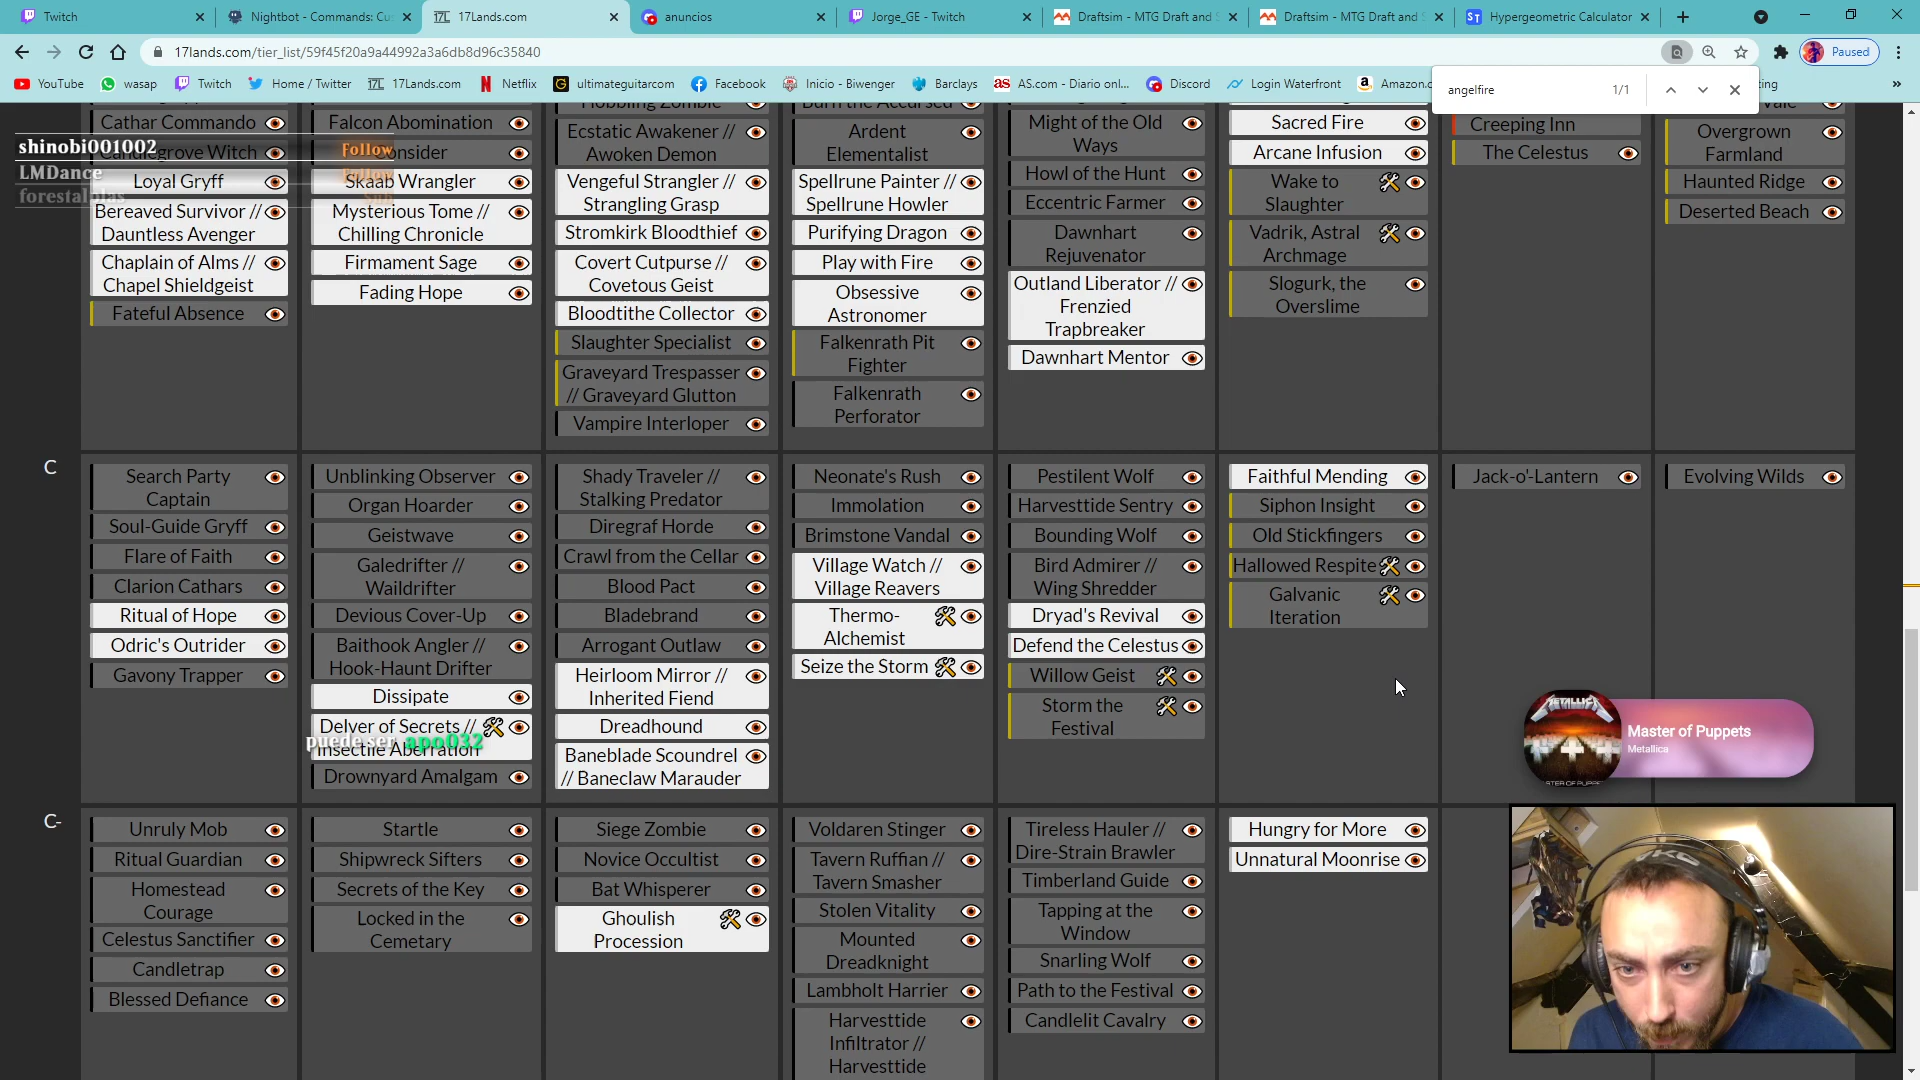 Twitch
Nightbot - Commands: Cu
17Lands.com
anuncios
Jorge_GE - Twitch
Draftsim - MTG Draft and
Draftsim - MTG Draft and
Hypergeometric Calculator
17lands.com/tier_list/59f45f20a9a44992a3a6db8d96c35840
Paused
YouTube
wasap
Twitch
Home / Twitter
17Lands.com
Netflix
ultimateguitarcom
Facebook
Inicio - Biwenger
Barclays
AS.com - Diario onl...
Discord
Login Waterfront
Amazon.c
angelfire
1/1
shinobi001002
Follow
LMDance
forestalplas
Cathar Commando
Candlegrove Witch
Loyal Gryff
Bereaved Survivor //
Dauntless Avenger
Chaplain of Alms //
Chapel Shieldgeist
Fateful Absence
Falcon Abomination
Consider
Skaab Wrangler
Mysterious Tome //
Chilling Chronicle
Firmament Sage
Fading Hope
Hobbling Zombie
Ecstatic Awakener //
Awoken Demon
Vengeful Strangler //
Strangling Grasp
Stromkirk Bloodthief
Covert Cutpurse //
Covetous Geist
Bloodtithe Collector
Slaughter Specialist
Graveyard Trespasser
// Graveyard Glutton
Vampire Interloper
Burn the Accursed
Ardent
Elementalist
Spellrune Painter //
Spellrune Howler
Purifying Dragon
Play with Fire
Obsessive
Astronomer
Falkenrath Pit
Fighter
Falkenrath
Perforator
Might of the Old
Ways
Howl of the Hunt
Eccentric Farmer
Dawnhart
Rejuvenator
Outland Liberator //
Frenzied
Trapbreaker
Dawnhart Mentor
Sacred Fire
Arcane Infusion
Wake to
Slaughter
Vadrik, Astral
Archmage
Slogurk, the
Overslime
Creeping Inn
The Celestus
Vale
Overgrown
Farmland
Haunted Ridge
Deserted Beach
C
Search Party
Captain
Soul-Guide Gryff
Flare of Faith
Clarion Cathars
Ritual of Hope
Odric's Outrider
Gavony Trapper
Unblinking Observer
Organ Hoarder
Geistwave
Galedrifter //
Waildrifter
Devious Cover-Up
Baithook Angler //
Hook-Haunt Drifter
Dissipate
Delver of Secrets //
Insectile Aberration
puede ser apo032
Drownyard Amalgam
Shady Traveler //
Stalking Predator
Diregraf Horde
Crawl from the Cellar
Blood Pact
Bladebrand
Arrogant Outlaw
Heirloom Mirror //
Inherited Fiend
Dreadhound
Baneblade Scoundrel
// Baneclaw Marauder
Neonate's Rush
Immolation
Brimstone Vandal
Village Watch //
Village Reavers
Thermo-
Alchemist
Seize the Storm
Pestilent Wolf
Harvesttide Sentry
Bounding Wolf
Bird Admirer //
Wing Shredder
Dryad's Revival
Defend the Celestus
Willow Geist
Storm the
Festival
Faithful Mending
Siphon Insight
Old Stickfingers
Hallowed Respite
Galvanic
Iteration
Jack-o'-Lantern
Evolving Wilds
METALLICA
Master of Puppets
Metallica
C-
Unruly Mob
Ritual Guardian
Homestead
Courage
Celestus Sanctifier
Candletrap
Blessed Defiance
Startle
Shipwreck Sifters
Secrets of the Key
Locked in the
Cemetary
Siege Zombie
Novice Occultist
Bat Whisperer
Ghoulish
Procession
Voldaren Stinger
Tavern Ruffian //
Tavern Smasher
Stolen Vitality
Mounted
Dreadknight
Lambholt Harrier
Harvesttide
Infiltrator //
Harvesttide
Tireless Hauler //
Dire-Strain Brawler
Timberland Guide
Tapping at the
Window
Snarling Wolf
Path to the Festival
Candlelit Cavalry
Hungry for More
Unnatural Moonrise